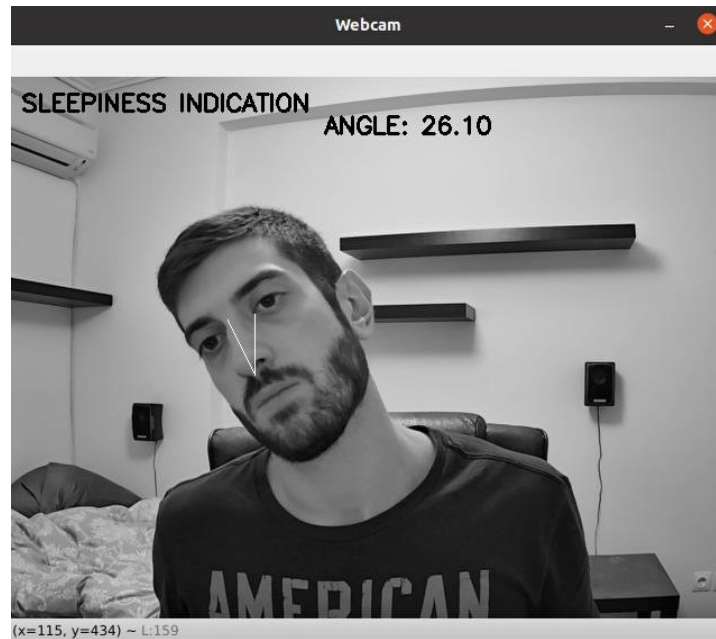 Webcam
SLEEPINESS INDICATION
ANGLE: 26.10
AMERICAN
(x=115, y=434) ~ L:159